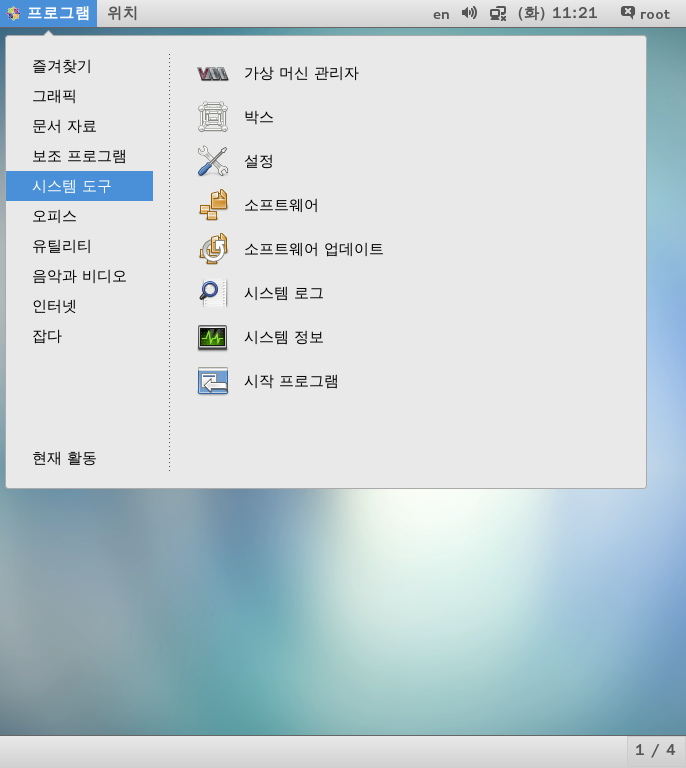 프로그램 위치 en (화) 11:21 root
즐겨찾기
그래픽
문서 자료
보조 프로그램
시스템 도구
오피스
유틸리티
음악과 비디오
인터넷
잡다
현재 활동
가상 머신 관리자
박스
설정
소프트웨어
소프트웨어 업데이트
시스템 로그
시스템 정보
시작 프로그램
1 / 4